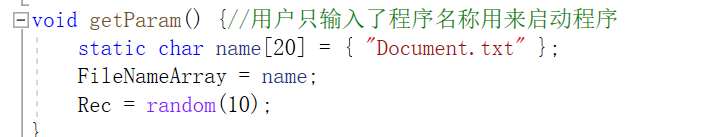 void getParam() {//用户只输入了程序名称用来启动程序
static char name[20] = { "Document.txt" };
FileNameArray = name;
Rec = random(10);
}